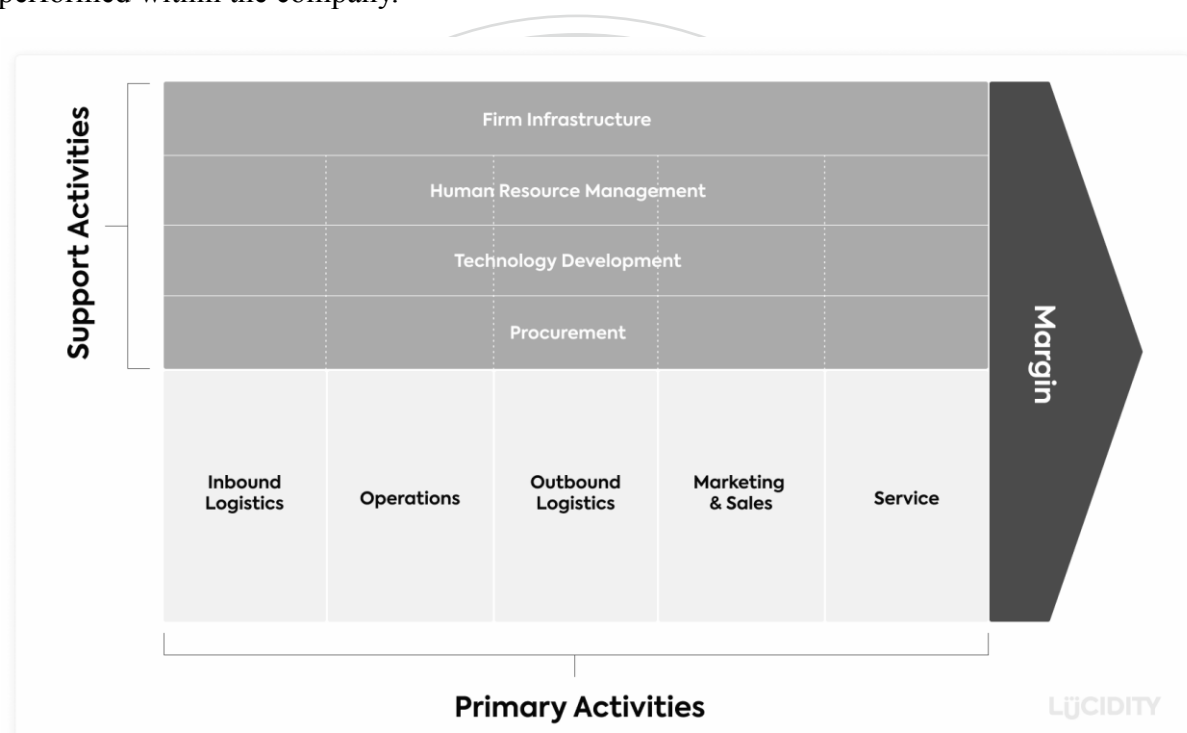 performed within the company.
Support Activities
Firm Infrastructure
Human Resource Management
Technology Development
Procurement
Margin
Inbound
Logistics
Operations
Outbound
Logistics
Marketing
& Sales
Service
Primary Activities
LÜCIDITY